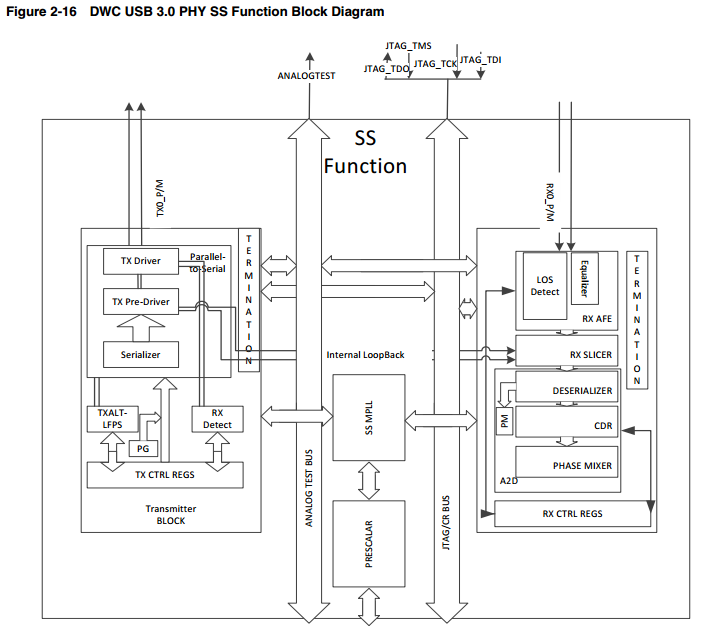 Figure 2-16 DWC USB 3.0 PHY SS Function Block Diagram
JTAG_TMS
ANALOGTEST
JTAG_TDO
JTAG_TCK
JTAG_TDI
SS
Function
TX0_P/M
RX0_P/M
TX Driver
Parallel-
to-Serial
TX Pre-Driver
Serializer
TERMINATION
TXALT-
LFPS
PG
RX
Detect
TX CTRL REGS
Transmitter
BLOCK
ANALOG TEST BUS
Internal LoopBack
SS MPLL
PRESCALAR
JTAG/CR BUS
LOS
Detect
Equalizer
RX AFE
TERMINATION
RX SLICER
DESERIALIZER
PM
CDR
PHASE MIXER
A2D
RX CTRL REGS